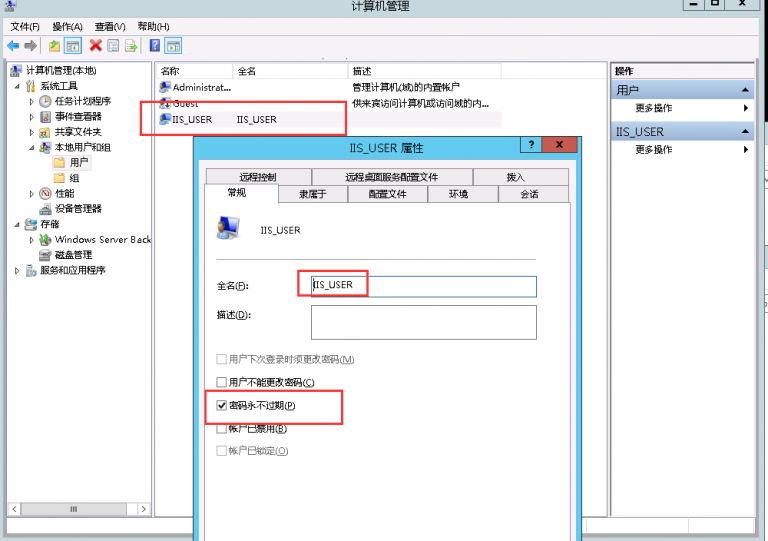 计算机管理
文件(F) 操作(A) 查看(V) 帮助(H)
计算机管理(本地)
系统工具
任务计划程序
事件查看器
共享文件夹
本地用户和组
用户
组
性能
设备管理器
存储
Windows Server Back
磁盘管理
服务和应用程序
名称 全名 描述
Administrat... 管理计算机(域)的内置帐户
Guest 供来宾访问计算机或访问域的内...
IIS_USER IIS_USER
操作
用户
更多操作
IIS_USER
更多操作
IIS_USER 属性
? x
远程控制 远程桌面服务配置文件 拨入
常规 隶属于 配置文件 环境 会话
IIS_USER
全名(F): IIS_USER
描述(D):
用户下次登录时须更改密码(M)
用户不能更改密码(C)
密码永不过期(P)
帐户已禁用(B)
帐户已锁定(O)